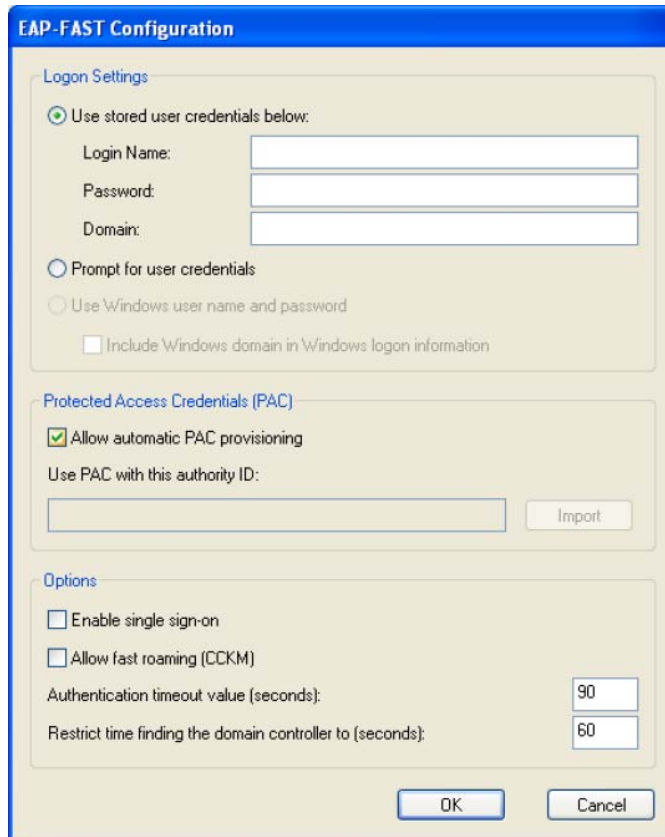 EAP-FAST Configuration
Logon Settings
Use stored user credentials below:
Login Name:
Password:
Domain:
Prompt for user credentials
Use Windows user name and password
Include Windows domain in Windows logon information
Protected Access Credentials (PAC)
Allow automatic PAC provisioning
Use PAC with this authority ID:
Import
Options
Enable single sign-on
Allow fast roaming (CCKM)
Authentication timeout value (seconds): 90
Restrict time finding the domain controller to (seconds): 60
OK Cancel